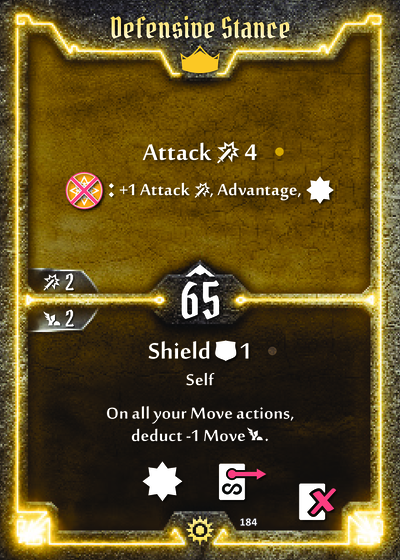 Defensive Stance
Attack 4
: +1 Attack , Advantage,
2
65
2
Shield 1
Self
On all your Move actions,
deduct -1 Move .
184